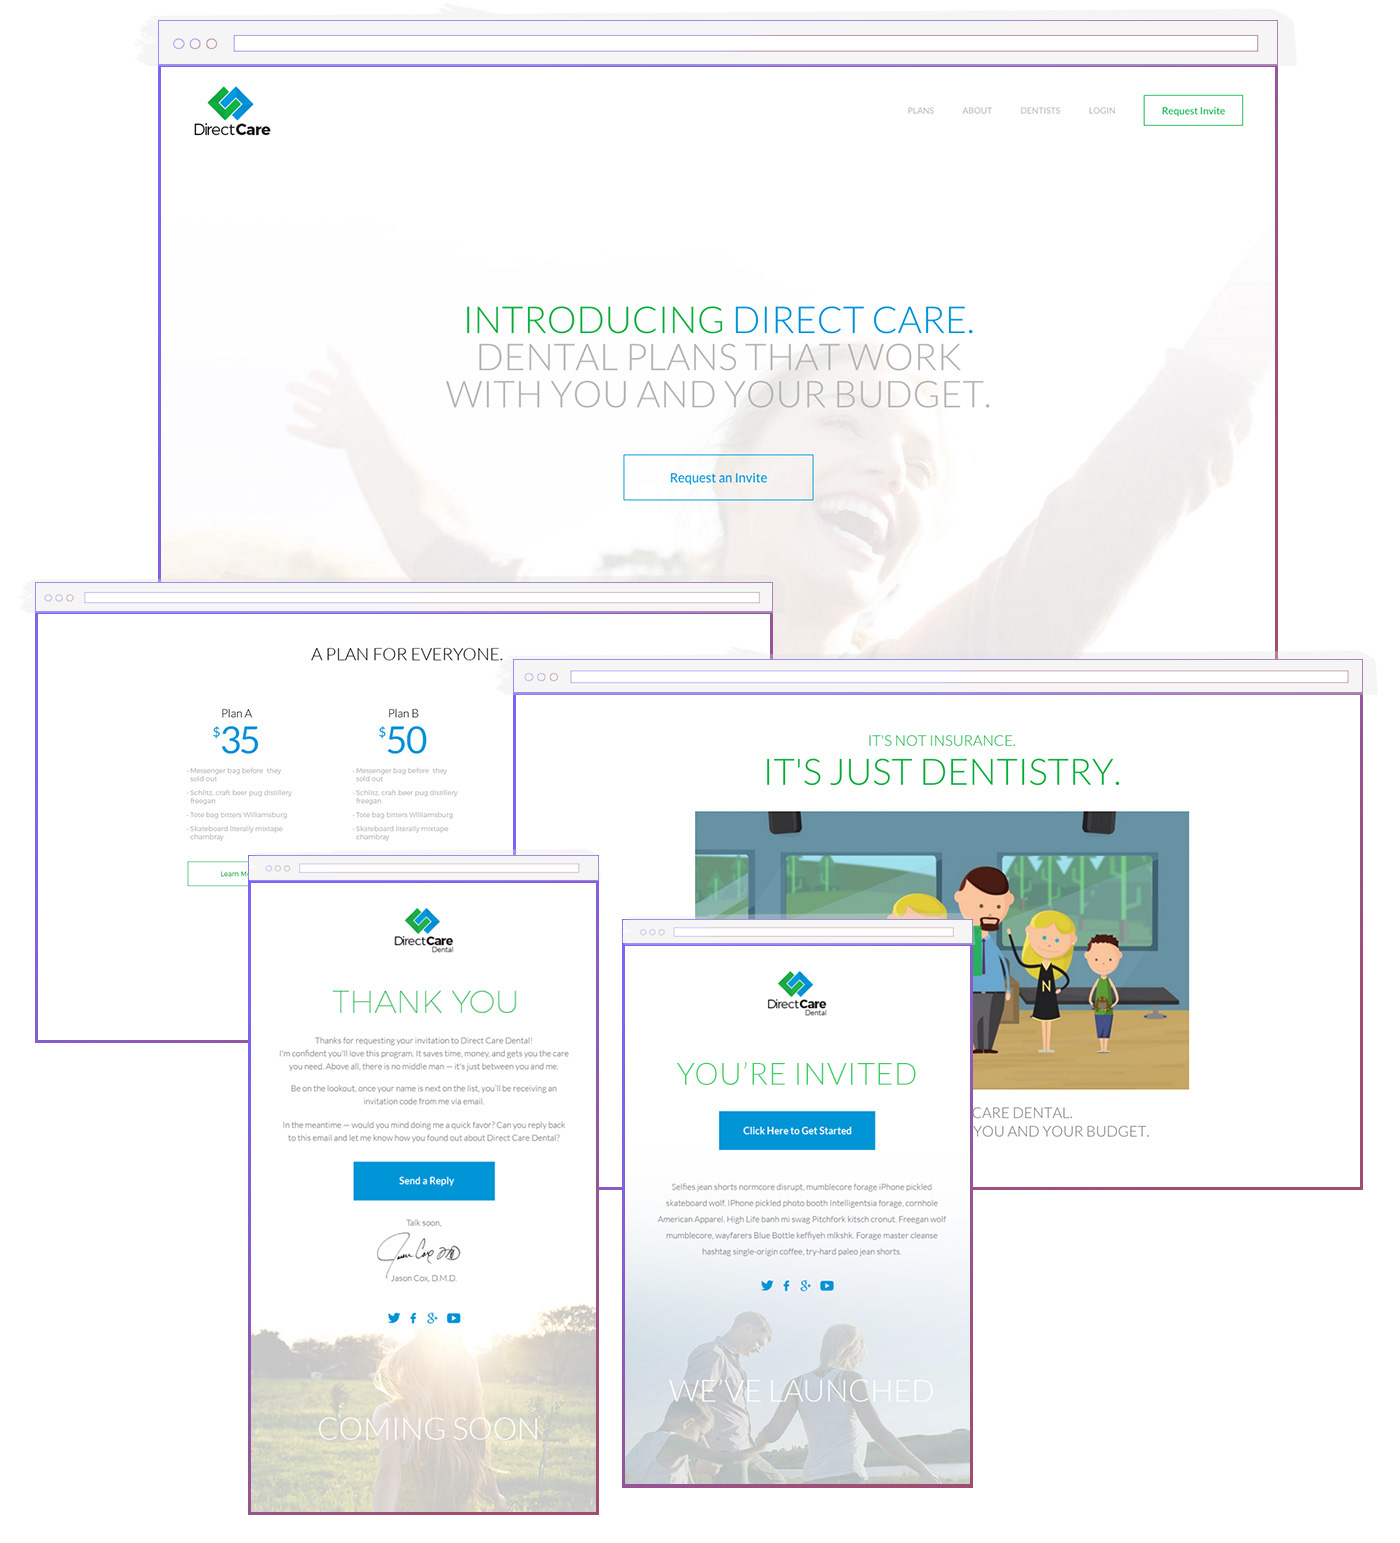 DirectCare
PLANS ABOUT DENTISTS LOGIN Request Invite
INTRODUCING DIRECT CARE.
DENTAL PLANS THAT WORK
WITH YOU AND YOUR BUDGET.
Request an Invite
A PLAN FOR EVERYONE.
Plan A
$35
- Messenger bag before they
sold out
- Schlitz, craft beer pug distillery
freegan
- Tote bag bitters Williamsburg
- Skateboard literally mixtape
chambray
Learn
Plan B
$50
- Messenger bag before they
sold out
- Schlitz, craft beer pug distillery
freegan
- Tote bag bitters Williamsburg
- Skateboard literally mixtape
chambray
IT'S NOT INSURANCE.
IT'S JUST DENTISTRY.
N
CARE DENTAL.
YOU AND YOUR BUDGET.
DirectCare
Dental
THANK YOU
Thanks for requesting your invitation to Direct Care Dental!
I'm confident you'll love this program. It saves time, money, and gets you the care
you need. Above all, there is no middle man — it's just between you and me.
Be on the lookout, once your name is next on the list, you'll be receiving an
invitation code from me via email.
In the meantime — would you mind doing me a quick favor? Can you reply back
to this email and let me know how you found out about Direct Care Dental?
Send a Reply
Talk soon,
Jason Cox, D.M.D.
COMING SOON
DirectCare
Dental
YOU'RE INVITED
Click Here to Get Started
Selfies jean shorts normcore disrupt, mumblecore forage iPhone pickled
skateboard wolf. IPhone pickled photo booth Intelligentsia forage, cornhole
American Apparel. High Life banh mi swag Pitchfork kitsch cronut. Freegan wolf
mumblecore, wayfarers Blue Bottle keffiyeh mlkshk. Forage master cleanse
hashtag single-origin coffee, try-hard paleo jean shorts.
WE'VE LAUNCHED